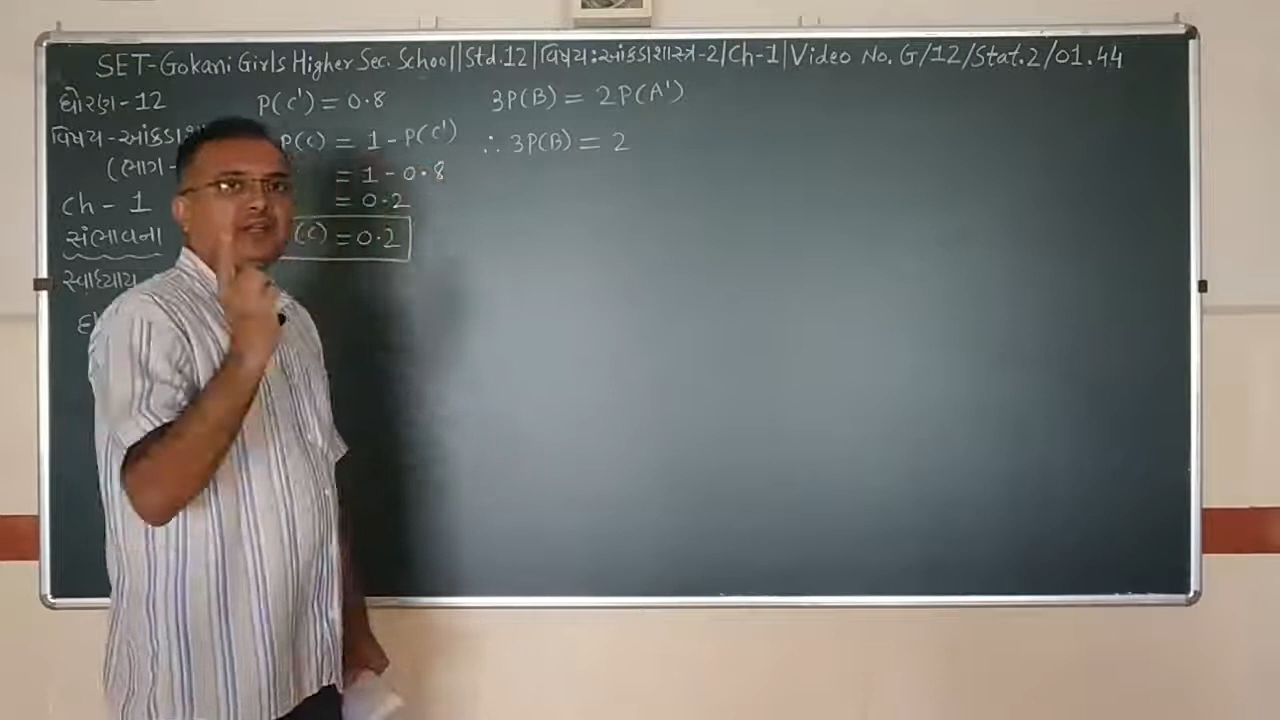 SET-Gokani Girls Higher Sec. School|Std.12|વિષય:આંકડાશાસ્ત્ર-2|Ch-1|Video No. G/12/Stat.2/01.44
ધોરણ-12
વિષય-
(ભાગ-
Ch-1
સંભાવના
સ્વાધ્યાય
P(C') = 0.8
P(C) = 1 - P(C')
= 1 - 0.8
= 0.2
(C) = 0.2
3P(B) = 2P(A')
∴ 3P(B) = 2